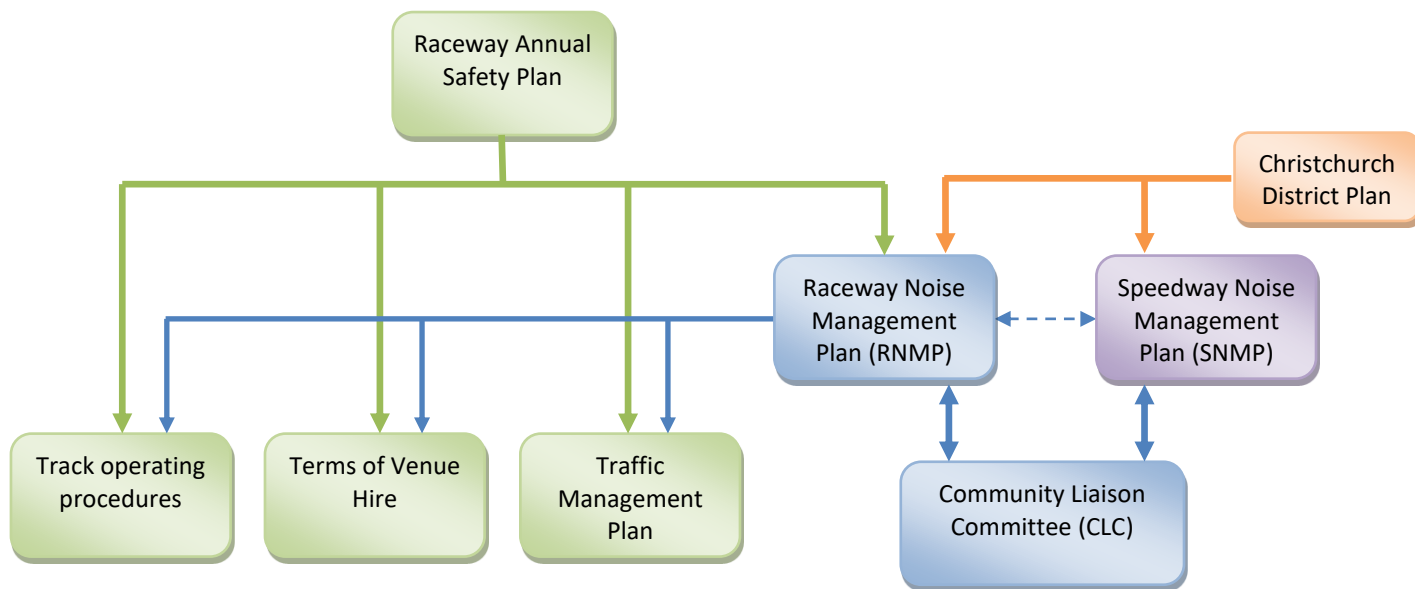 Raceway Annual
Safety Plan
Christchurch
District Plan
Raceway Noise
Management
Plan (RNMP)
Speedway Noise
Management
Plan (SNMP)
Track operating
procedures
Terms of Venue
Hire
Traffic
Management
Plan
Community Liaison
Committee (CLC)